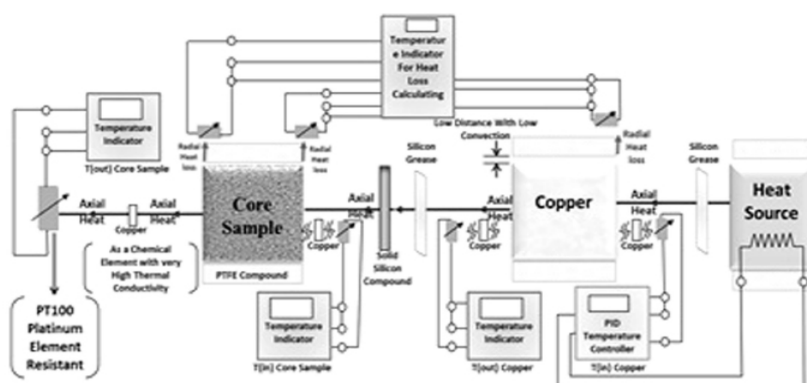 Temperatur
e Indicator
For Heat
Loss
Calculating
Temperature
Indicator
T(out) Core Sample
Radial
Heat
loss
Radial
Heat
loss
Low Distance With Low
Convection
Radial
Heat
loss
Silicon
Grease
Silicon
Grease
Axial
Heat
Copper
Axial
Heat
Core
Sample
PTFE Compound
Axial
Heat
Copper
Solid
Silicon
Compound
Axial
Heat
Copper
Copper
Axial
Heat
Copper
Heat
Source
As a Chemical
Element with very
High Thermal
Conductivity
PT100
Platinum
Element
Resistant
Temperature
Indicator
T(in) Core Sample
Temperature
Indicator
T(out) Copper
PID
Temperature
Controller
T(in) Copper